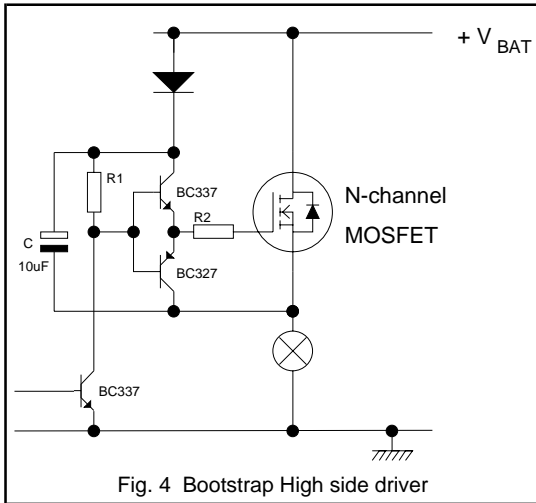 + V BAT
R1
BC337
R2
N-channel
MOSFET
C
10uF
BC327
BC337
Fig. 4 Bootstrap High side driver